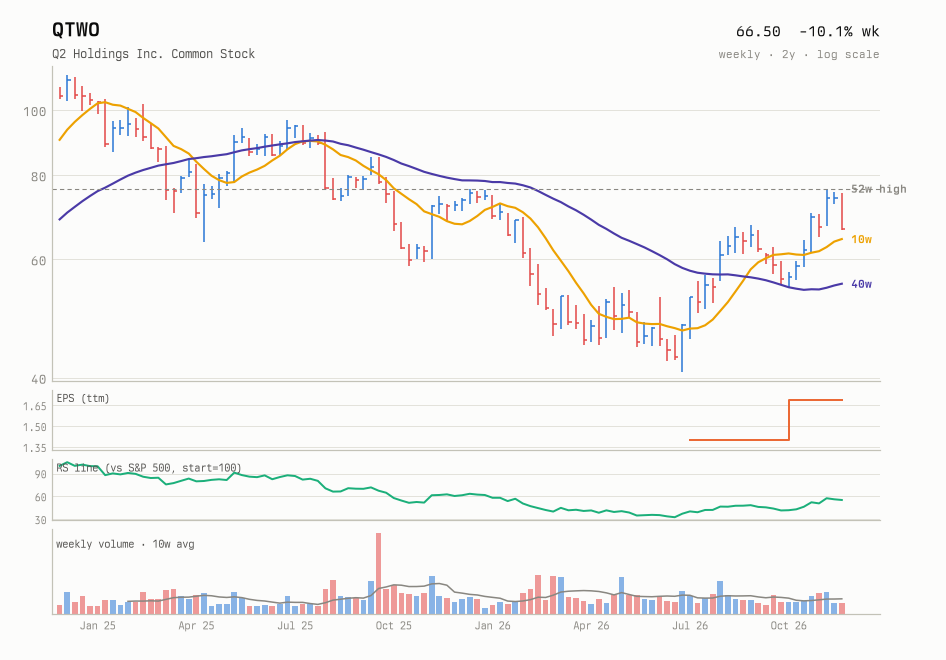 QTWO
66.50 -10.1% wk
Q2 Holdings Inc. Common Stock
weekly · 2y · log scale
100
80
60
40
52w high
10w
40w
EPS (ttm)
1.65
1.50
1.35
RS line (vs S&P 500, start=100)
90
60
30
weekly volume · 10w avg
Jan 25
Apr 25
Jul 25
Oct 25
Jan 26
Apr 26
Jul 26
Oct 26